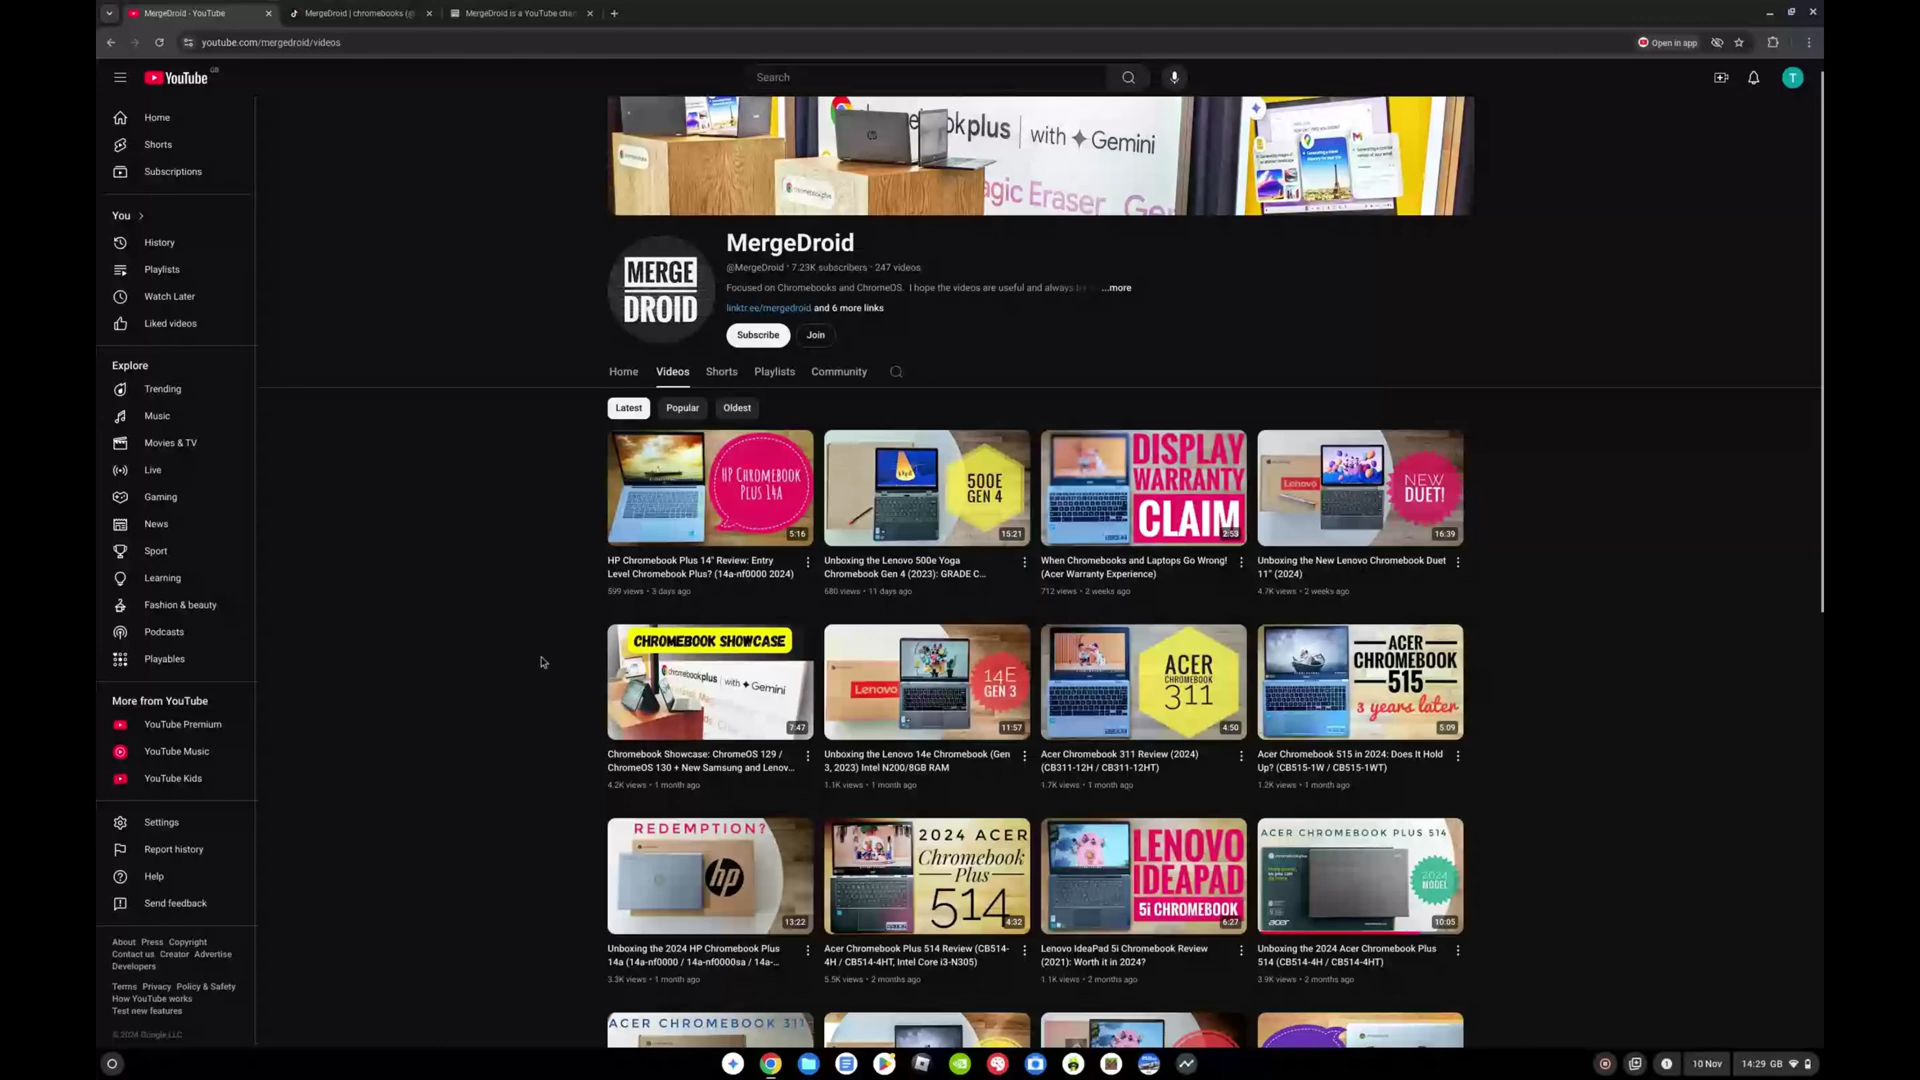 MergeDroid - YouTube
MergeDroid | chromebooks (@
MergeDroid is a YouTube chan
youtube.com/mergedroid/videos
Open in app
YouTube GB
Search
T
Home
Shorts
Subscriptions
You
History
Playlists
Watch Later
Liked videos
Explore
Trending
Music
Movies & TV
Live
Gaming
News
Sport
Learning
Fashion & beauty
Podcasts
Playables
More from YouTube
YouTube Premium
YouTube Music
YouTube Kids
Settings
Report history
Help
Send feedback
About Press Copyright
Contact us Creator Advertise
Developers
Terms Privacy Policy & Safety
How YouTube works
Test new features
© 2024 Google LLC
okplus | with Gemini
agic Eraser Ge
MERGE
DROID
MergeDroid
@MergeDroid · 7.23K subscribers · 247 videos
Focused on Chromebooks and ChromeOS. I hope the videos are useful and always ...more
linktr.ee/mergedroid and 6 more links
Subscribe
Join
Home Videos Shorts Playlists Community
Latest Popular Oldest
HP CHROMEBOOK
PLUS 14A
5:16
HP Chromebook Plus 14" Review: Entry
Level Chromebook Plus? (14a-nf0000 2024)
599 views · 3 days ago
500E
GEN 4
15:21
Unboxing the Lenovo 500e Yoga
Chromebook Gen 4 (2023): GRADE C...
680 views · 11 days ago
DISPLAY
WARRANTY
CLAIM
2:53
When Chromebooks and Laptops Go Wrong!
(Acer Warranty Experience)
712 views · 2 weeks ago
Lenovo
NEW
DUET!
16:39
Unboxing the New Lenovo Chromebook Duet
11" (2024)
4.7K views · 2 weeks ago
CHROMEBOOK SHOWCASE
chromebookplus | with Gemini
7:47
Chromebook Showcase: ChromeOS 129 /
ChromeOS 130 + New Samsung and Lenov...
4.2K views · 1 month ago
Lenovo
14E
GEN 3
11:57
Unboxing the Lenovo 14e Chromebook (Gen
3, 2023) Intel N200/8GB RAM
1.1K views · 1 month ago
ACER
CHROMEBOOK
311
4:50
Acer Chromebook 311 Review (2024)
(CB311-12H / CB311-12HT)
1.7K views · 1 month ago
ACER
CHROMEBOOK
515
3 years later
5:09
Acer Chromebook 515 in 2024: Does It Hold
Up? (CB515-1W / CB515-1WT)
1.2K views · 1 month ago
REDEMPTION?
hp
13:22
Unboxing the 2024 HP Chromebook Plus
14a (14a-nf0000 / 14a-nf0000sa / 14a-...
3.3K views · 1 month ago
2024 ACER
Chromebook
Plus
514
4:32
Acer Chromebook Plus 514 Review (CB514-
4H / CB514-4HT, Intel Core i3-N305)
5.5K views · 2 months ago
LENOVO
IDEAPAD
5i CHROMEBOOK
6:27
Lenovo IdeaPad 5i Chromebook Review
(2021): Worth it in 2024?
1.1K views · 2 months ago
ACER CHROMEBOOK PLUS 514
2024
MODEL
acer
10:05
Unboxing the 2024 Acer Chromebook Plus
514 (CB514-4H / CB514-4HT)
3.9K views · 2 months ago
ACER CHROMEBOOK 311
10 Nov
14:29 GB